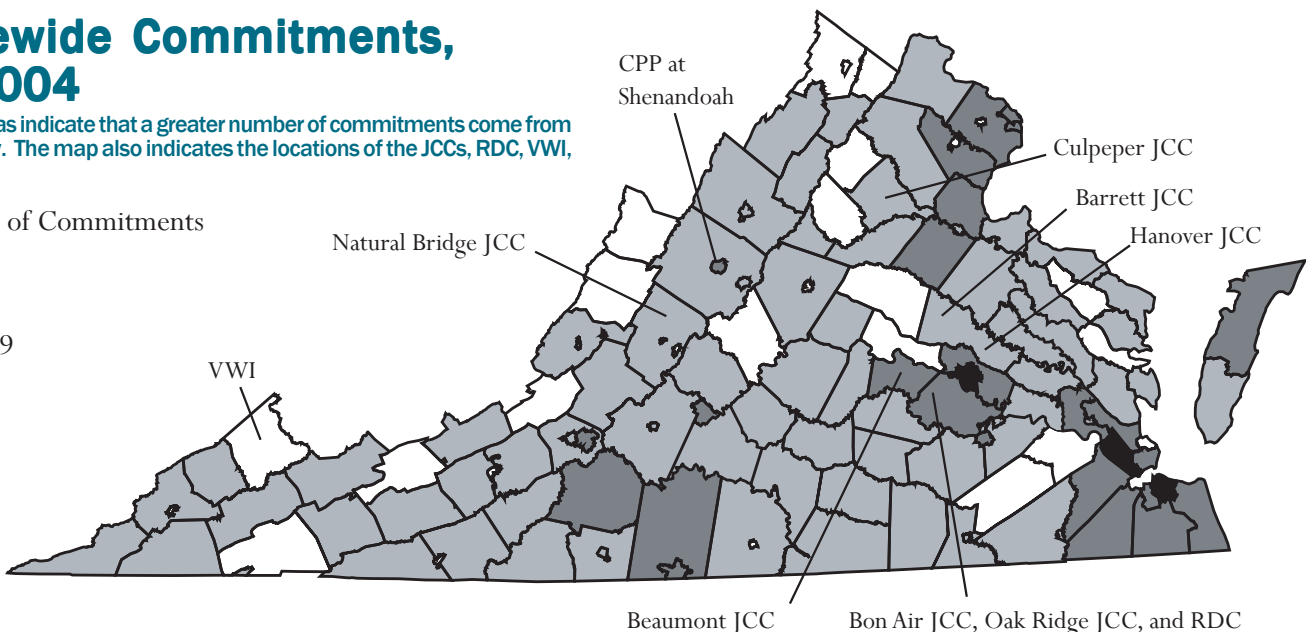 ewide Commitments,
004
as indicate that a greater number of commitments come from
. The map also indicates the locations of the JCCs, RDC, VWI,
of Commitments
9
CPP at
Shenandoah
Culpeper JCC
Barrett JCC
Hanover JCC
Natural Bridge JCC
VWI
Beaumont JCC
Bon Air JCC, Oak Ridge JCC, and RDC